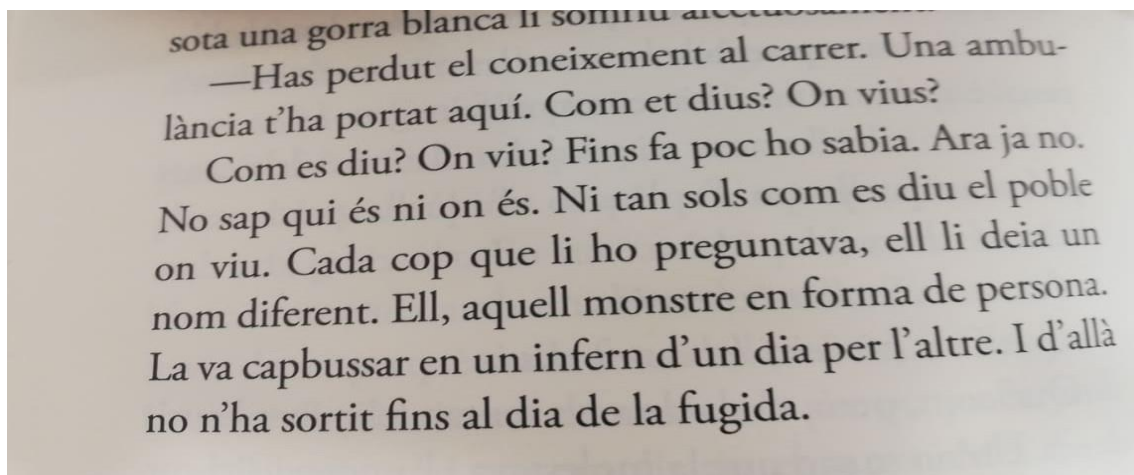 sota una gorra blanca li somriu afectuosament.
—Has perdut el coneixement al carrer. Una ambu-
lància t'ha portat aquí. Com et dius? On vius?
Com es diu? On viu? Fins fa poc ho sabia. Ara ja no.
No sap qui és ni on és. Ni tan sols com es diu el poble
on viu. Cada cop que li ho preguntava, ell li deia un
nom diferent. Ell, aquell monstre en forma de persona.
La va capbussar en un infern d'un dia per l'altre. I d'allà
no n'ha sortit fins al dia de la fugida.